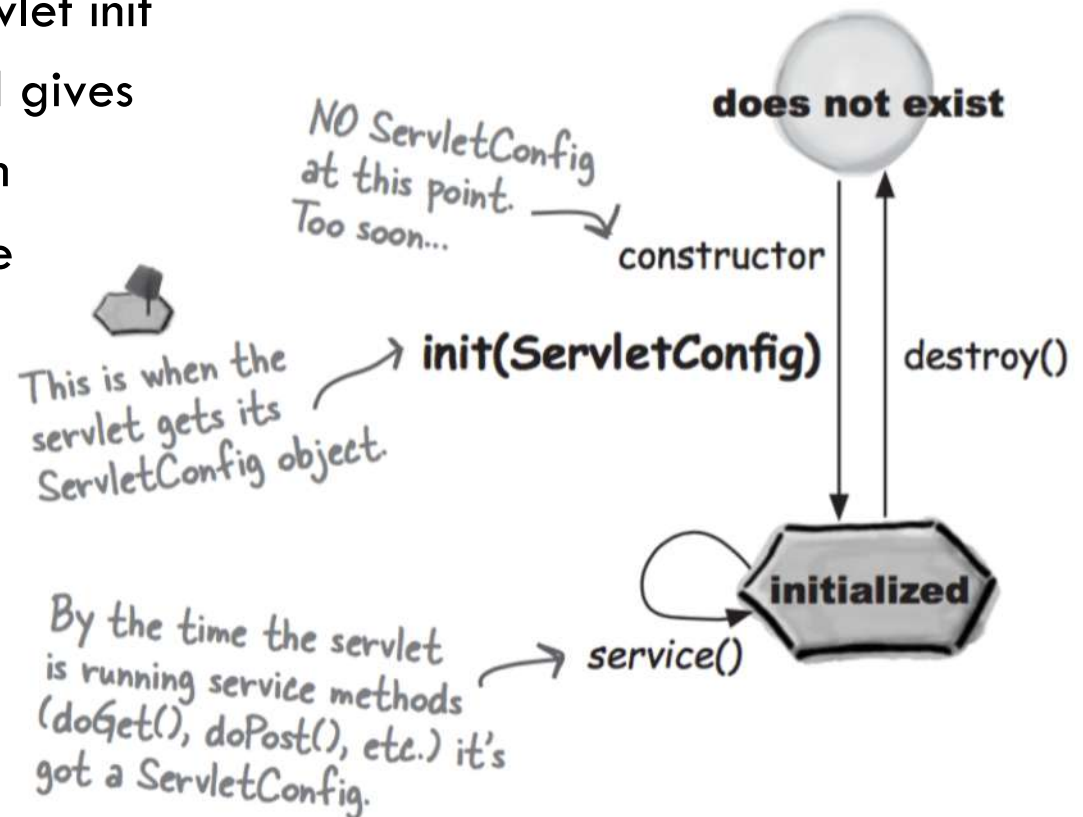 vlet init
gives
does not exist
NO ServletConfig
at this point.
Too soon...
constructor
init(ServletConfig)
destroy()
This is when the
servlet gets its
ServletConfig object.
initialized
By the time the servlet
is running service methods
(doGet(), doPost(), etc.) it's
got a ServletConfig.
service()